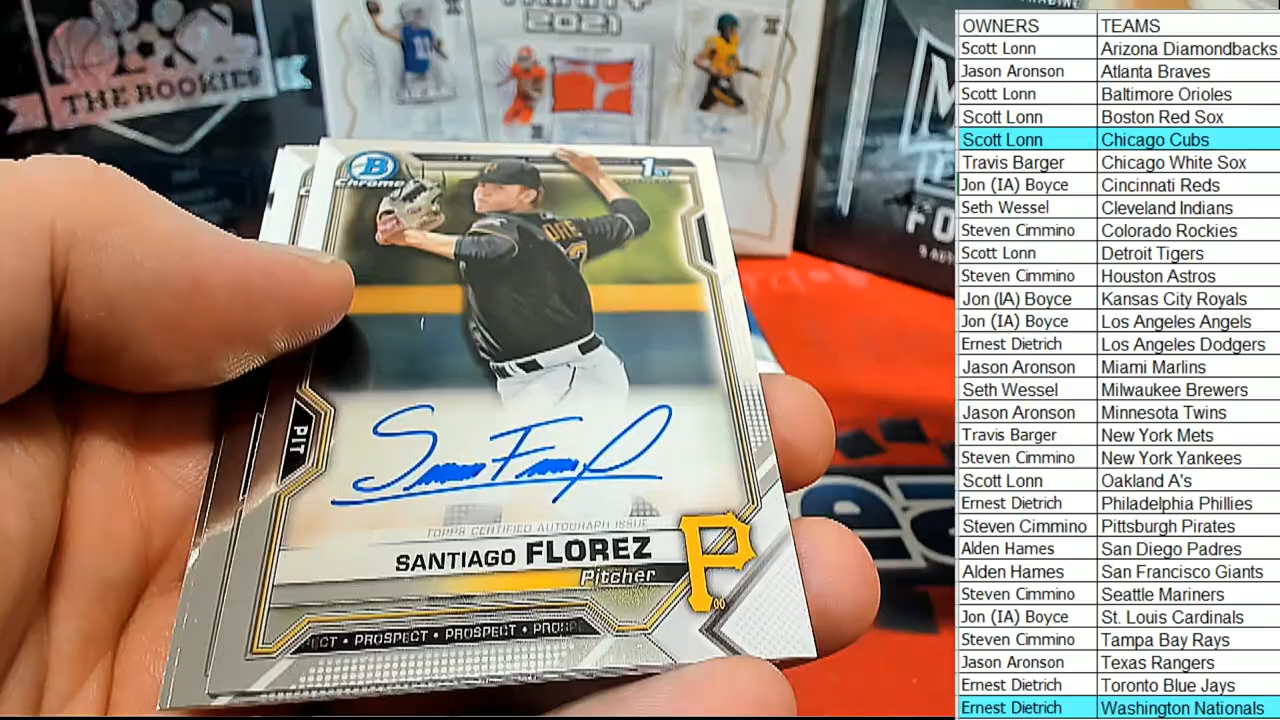 2021
THE ROOKIES
B
Chrome
1ST
PIT
TOPPS CERTIFIED AUTOGRAPH ISSUE
SANTIAGO FLOREZ
Pitcher
P
PROSPECT • PROSPECT
OWNERS TEAMS
Scott Lonn Arizona Diamondbacks
Jason Aronson Atlanta Braves
Scott Lonn Baltimore Orioles
Scott Lonn Boston Red Sox
Scott Lonn Chicago Cubs
Travis Barger Chicago White Sox
Jon (IA) Boyce Cincinnati Reds
Seth Wessel Cleveland Indians
Steven Cimmino Colorado Rockies
Scott Lonn Detroit Tigers
Steven Cimmino Houston Astros
Jon (IA) Boyce Kansas City Royals
Jon (IA) Boyce Los Angeles Angels
Ernest Dietrich Los Angeles Dodgers
Jason Aronson Miami Marlins
Seth Wessel Milwaukee Brewers
Jason Aronson Minnesota Twins
Travis Barger New York Mets
Steven Cimmino New York Yankees
Scott Lonn Oakland A's
Ernest Dietrich Philadelphia Phillies
Steven Cimmino Pittsburgh Pirates
Alden Hames San Diego Padres
Alden Hames San Francisco Giants
Steven Cimmino Seattle Mariners
Jon (IA) Boyce St. Louis Cardinals
Steven Cimmino Tampa Bay Rays
Jason Aronson Texas Rangers
Ernest Dietrich Toronto Blue Jays
Ernest Dietrich Washington Nationals